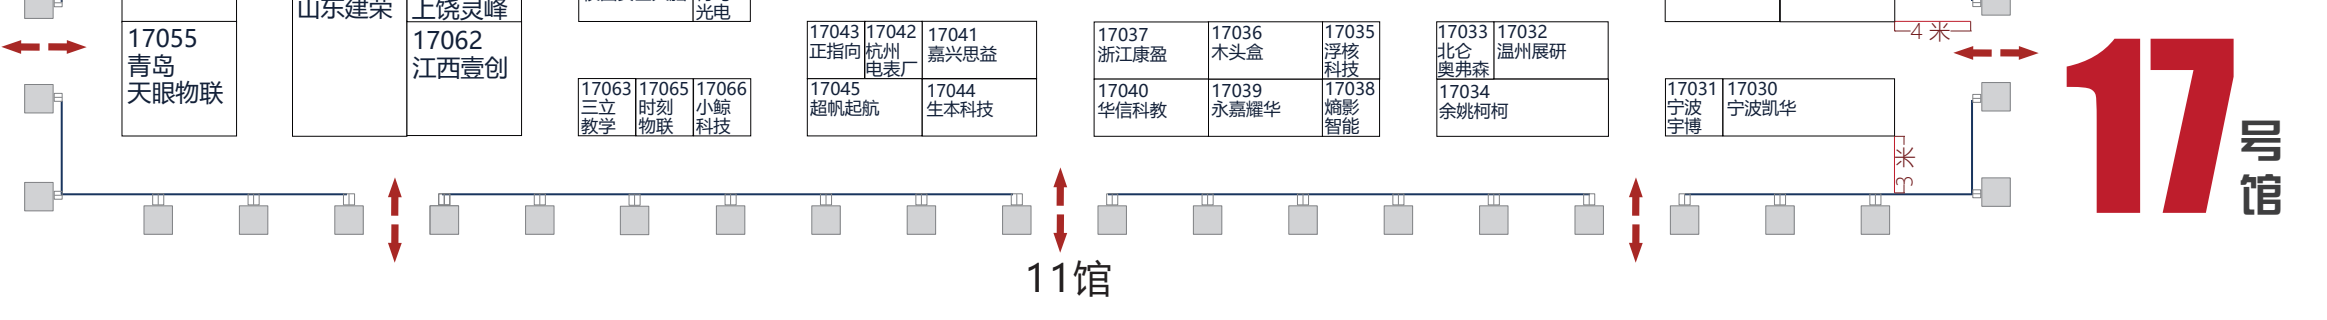 山东建荣
上饶灵峰
光电
17055
青岛
天眼物联
17062
江西壹创
17063
三立
教学
17065
时刻
物联
17066
小鲸
科技
17043
正指向
17042
杭州
电表厂
17041
嘉兴思益
17045
超帆起航
17044
生本科技
17037
浙江康盈
17036
木头盒
17035
浮核
科技
17040
华信科教
17039
永嘉耀华
17038
熵影
智能
17033
北仑
奥弗森
17032
温州展研
17034
余姚柯柯
17031
宁波
宇博
17030
宁波凯华
4 米
3 米
11馆
17
号
馆